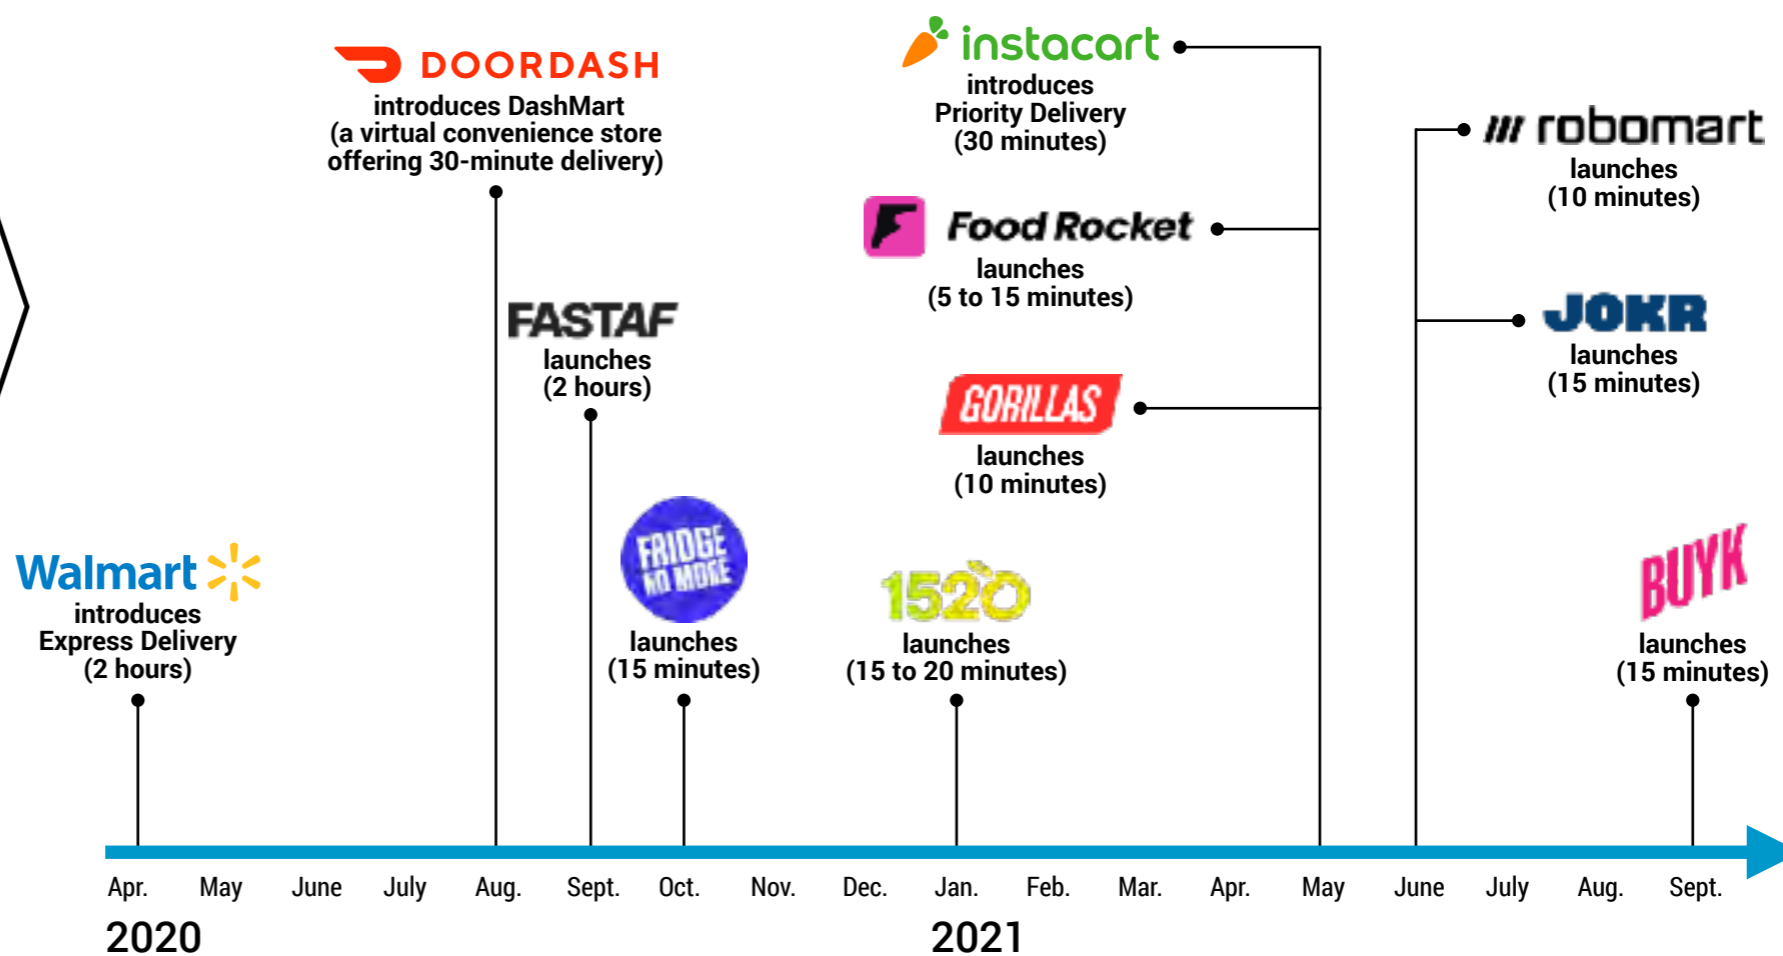 DOORDASH
introduces DashMart
(a virtual convenience store
offering 30-minute delivery)
instacart
introduces
Priority Delivery
(30 minutes)
robomart
launches
(10 minutes)
Food Rocket
launches
(5 to 15 minutes)
FASTAF
launches
(2 hours)
JOKR
launches
(15 minutes)
GORILLAS
launches
(10 minutes)
Walmart
introduces
Express Delivery
(2 hours)
FRIDGE
NO MORE
launches
(15 minutes)
1520
launches
(15 to 20 minutes)
BUYK
launches
(15 minutes)
Apr. May June July Aug. Sept. Oct. Nov. Dec. Jan. Feb. Mar. Apr. May June July Aug. Sept.
2020 2021